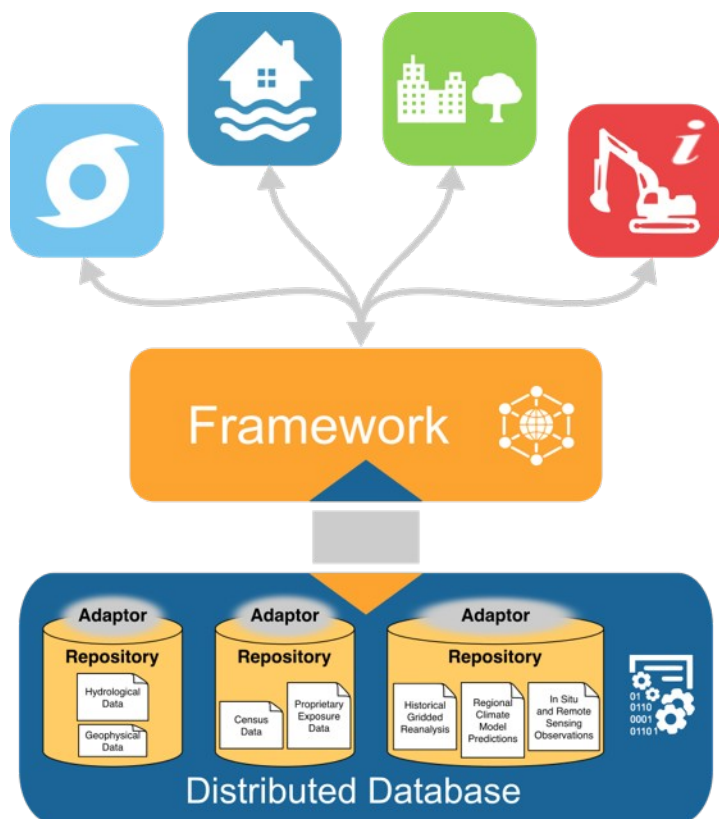 i
Framework
Adaptor
Adaptor
Adaptor
Repository
Repository
Repository
Hydrological
Data
Geophysical
Data
Census
Data
Proprietary
Exposure
Data
Historical
Gridded
Reanalysis
Regional
Climate
Model
Predictions
In Situ
and Remote
Sensing
Observations
01
0110
0001
01101
Distributed Database